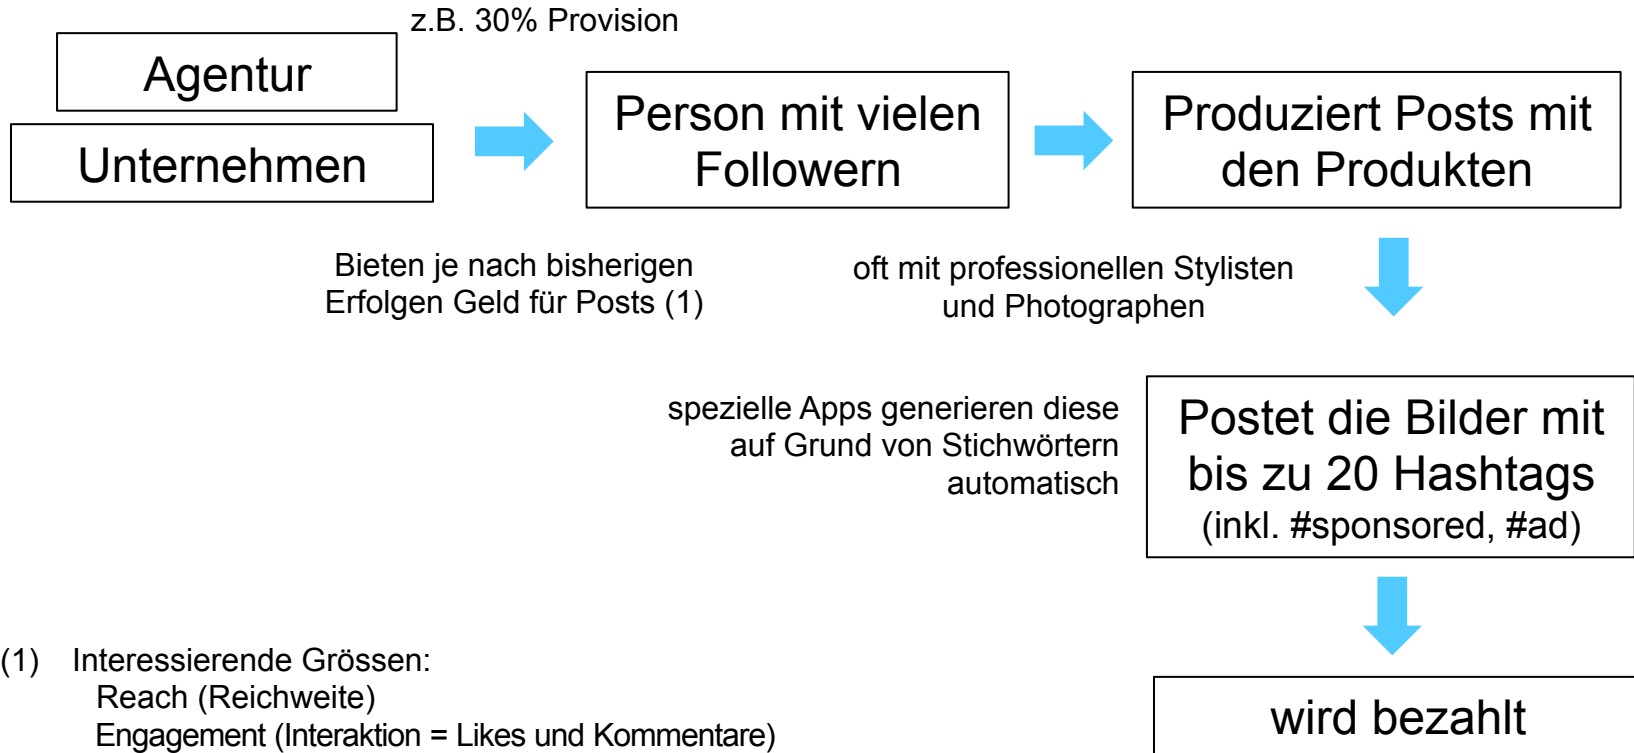 z.B. 30% Provision
Agentur
Unternehmen
Person mit vielen
Followern
Produziert Posts mit
den Produkten
Bieten je nach bisherigen
Erfolgen Geld für Posts (1)
oft mit professionellen Stylisten
und Photographen
spezielle Apps generieren diese
auf Grund von Stichwörtern
automatisch
Postet die Bilder mit
bis zu 20 Hashtags
(inkl. #sponsored, #ad)
wird bezahlt
(1) Interessierende Grössen:
Reach (Reichweite)
Engagement (Interaktion = Likes und Kommentare)